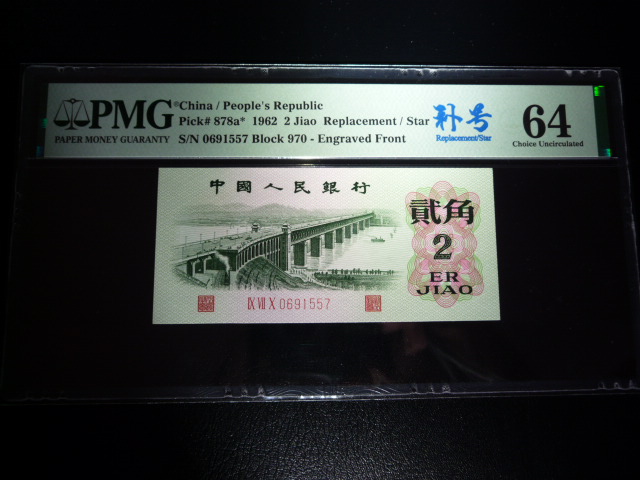 PMG
PAPER MONEY GUARANTY
China / People's Republic
Pick# 878a* 1962 2 Jiao Replacement / Star
S/N 0691557 Block 970 - Engraved Front
补号
Replacement/Star
64
Choice Uncirculated
中國人民銀行
貳角
2
ER
JIAO
IX VII X 0691557